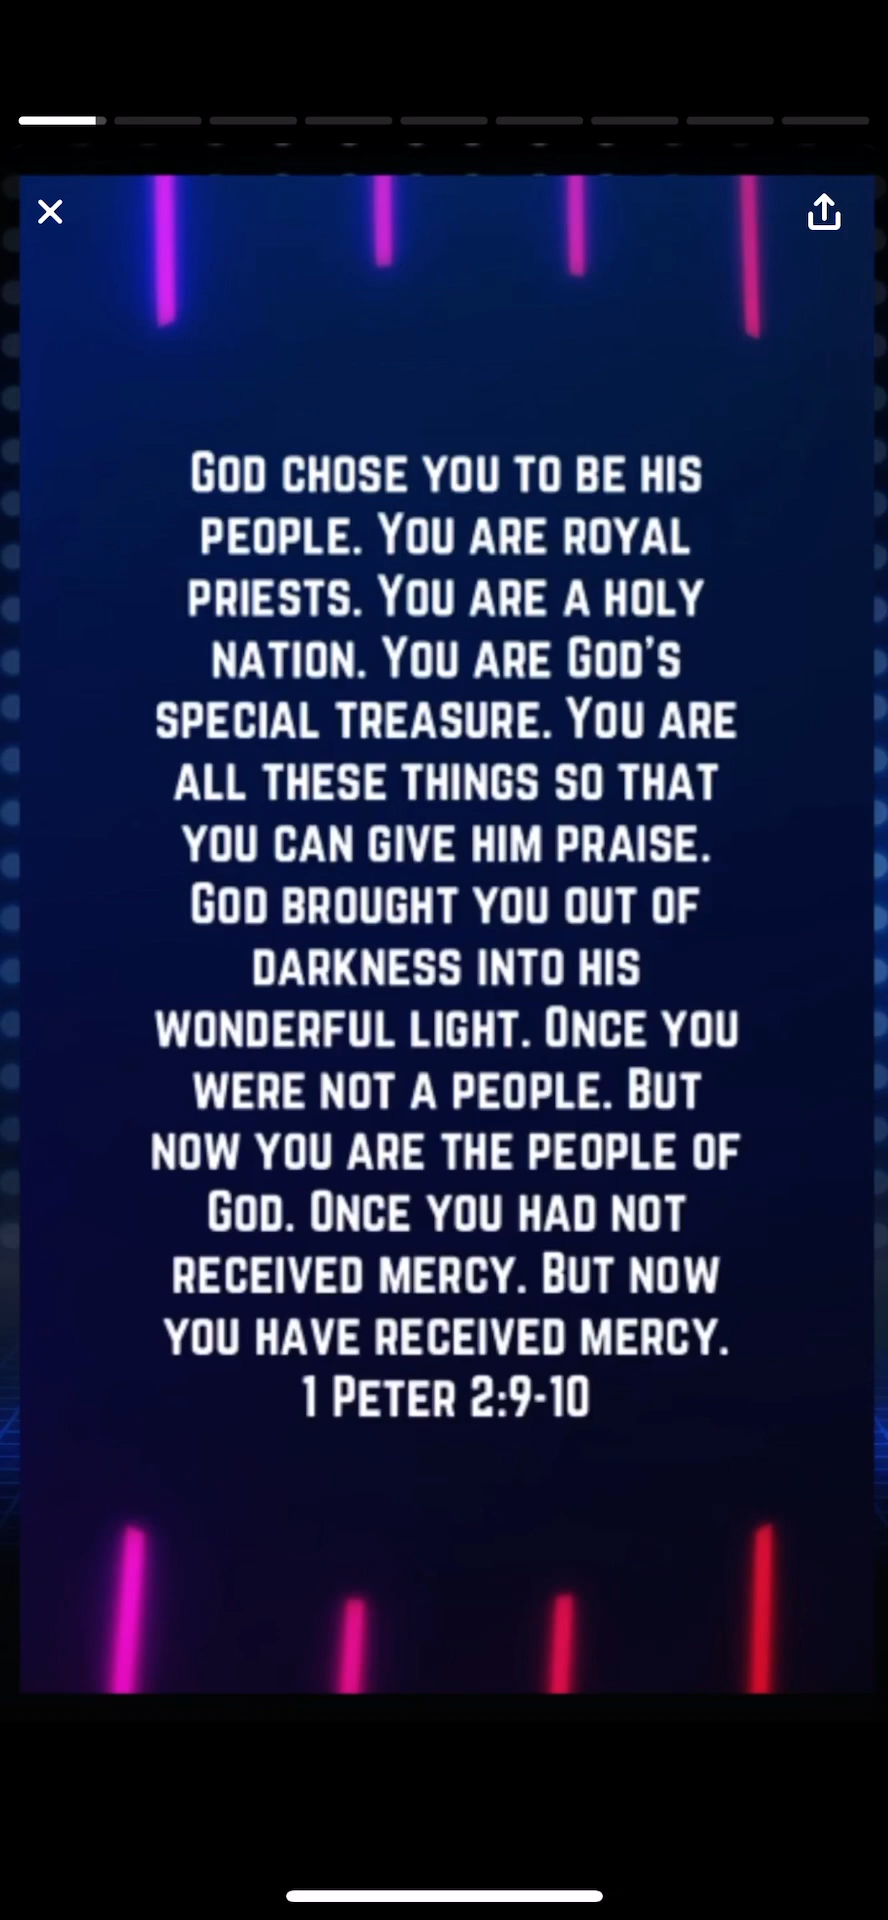 God chose you to be his
people. You are royal
priests. You are a holy
nation. You are God's
special treasure. You are
all these things so that
you can give him praise.
God brought you out of
darkness into his
wonderful light. Once you
were not a people. But
now you are the people of
God. Once you had not
received mercy. But now
you have received mercy.
1 Peter 2:9-10